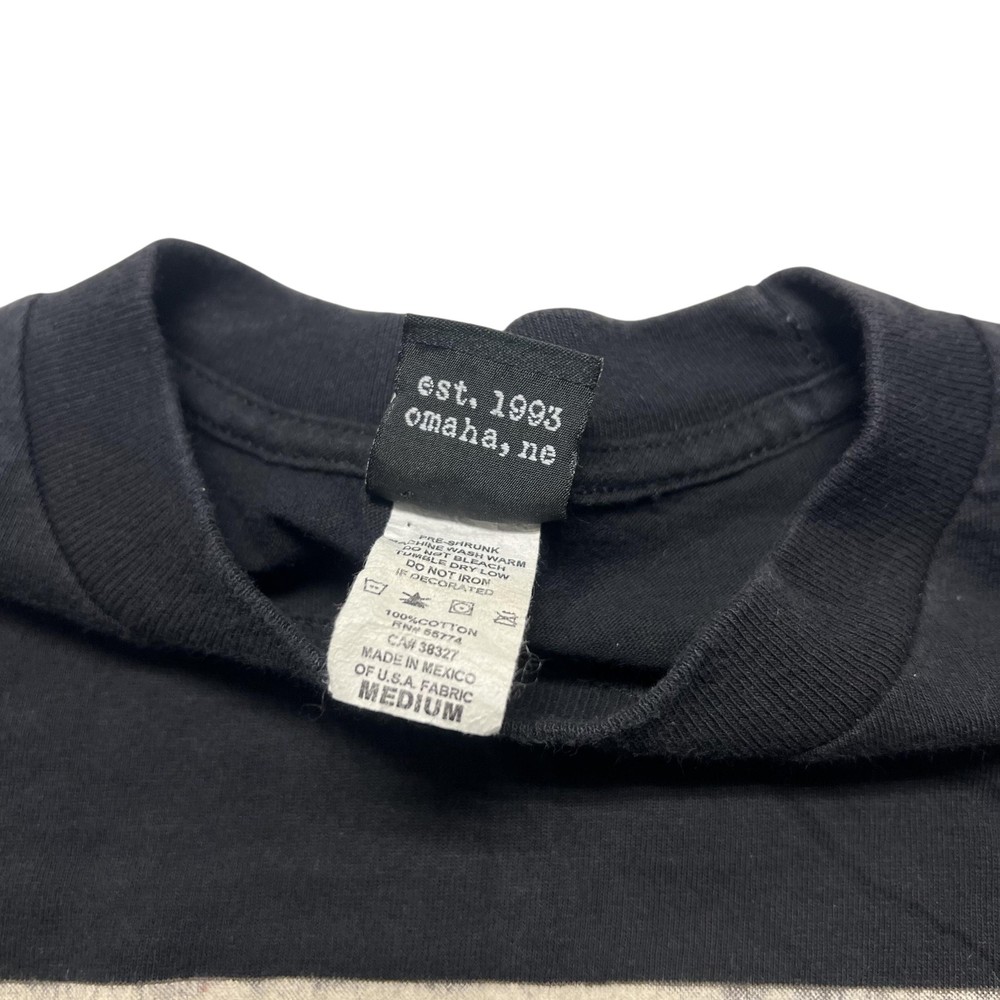 est. 1993
omaha, ne
PRE-SHRUNK
MACHINE WASH WARM
DO NOT BLEACH
TUMBLE DRY LOW
DO NOT IRON
IF DECORATED
100% COTTON
RN# 55774
CA# 38327
MADE IN MEXICO
OF U.S.A. FABRIC
MEDIUM